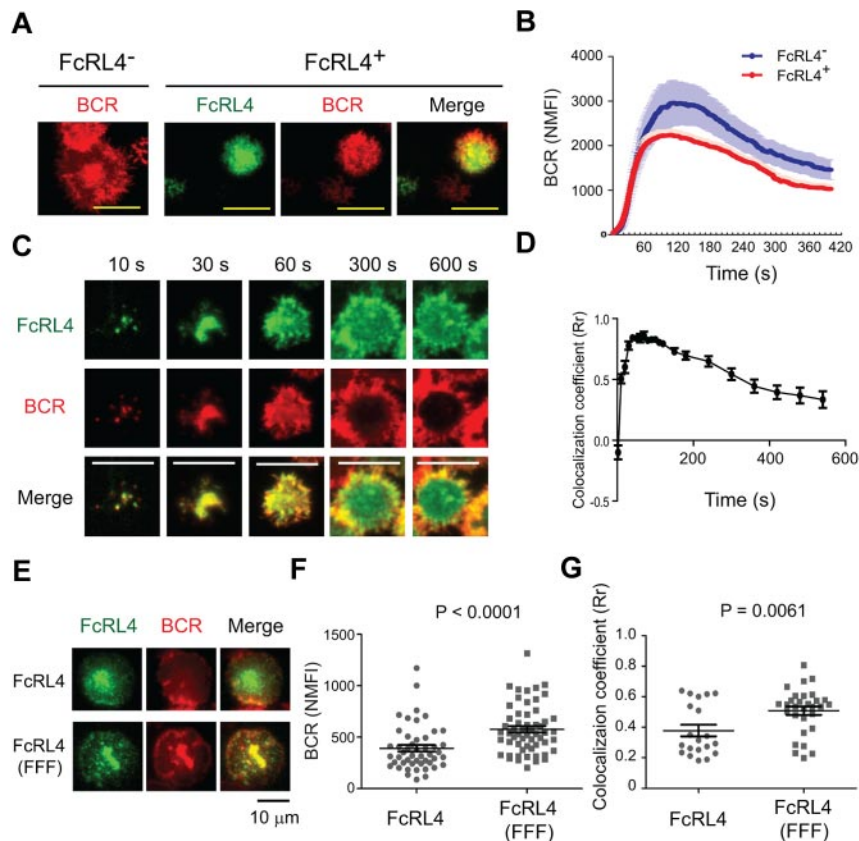 A
FcRL4- FcRL4+
BCR FcRL4 BCR Merge
B
BCR (NMFI)
4000
3000
2000
1000
0
FcRL4-
FcRL4+
60 120 180 240 300 360 420
Time (s)
C
10 s 30 s 60 s 300 s 600 s
FcRL4
BCR
Merge
D
Colocalization coefficient (Rr)
1.0
0.5
0.0
-0.5
200 400 600
Time (s)
E
FcRL4 BCR Merge
FcRL4
FcRL4
(FFF)
10 µm
F
P < 0.0001
BCR (NMFI)
1500
1000
500
0
FcRL4 FcRL4
(FFF)
G
P = 0.0061
Colocalizaion coefficient (Rr)
1.0
0.8
0.6
0.4
0.2
0
FcRL4 FcRL4
(FFF)